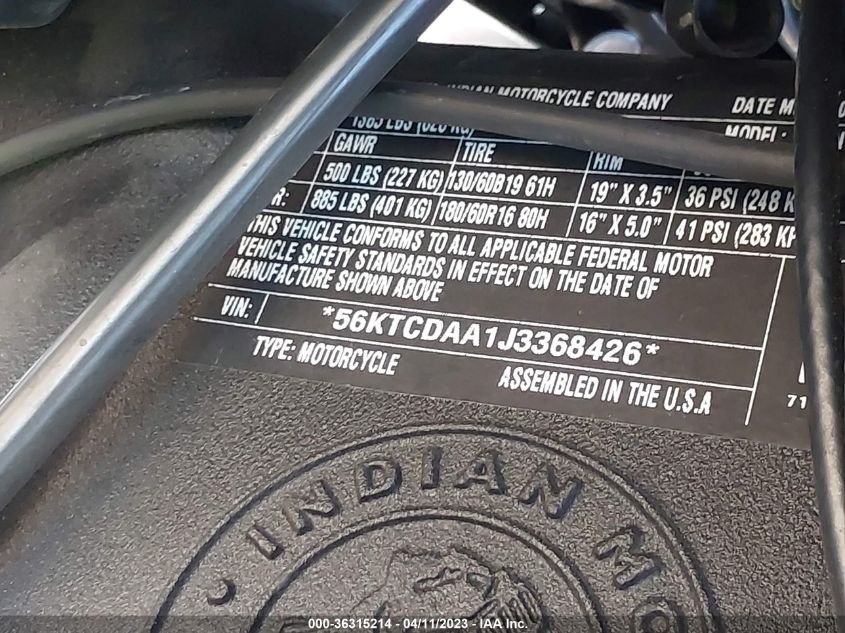 INDIAN MOTORCYCLE COMPANY DATE M
MODEL:
GAWR TIRE RIM
500 LBS (227 KG) 130/60B19 61H 19" X 3.5" 36 PSI (248 K
R: 885 LBS (401 KG) 180/60R16 80H 16" X 5.0" 41 PSI (283 K
THIS VEHICLE CONFORMS TO ALL APPLICABLE FEDERAL MOTOR
VEHICLE SAFETY STANDARDS IN EFFECT ON THE DATE OF
MANUFACTURE SHOWN ABOVE
VIN: *56KTCDAA1J3368426*
TYPE: MOTORCYCLE ASSEMBLED IN THE U.S.A
71
INDIAN MO
000-36315214 - 04/11/2023 - IAA Inc.